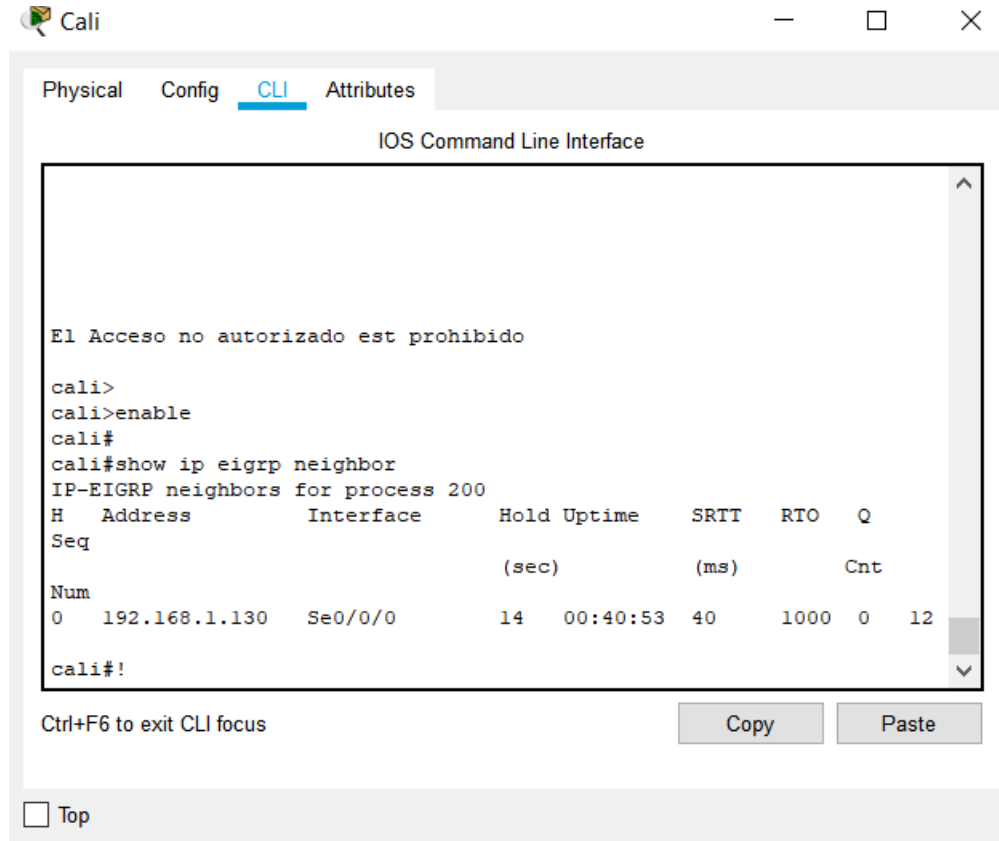 Cali
Physical Config CLI Attributes
IOS Command Line Interface
El Acceso no autorizado est prohibido
cali>
cali>enable
cali#
cali#show ip eigrp neighbor
IP-EIGRP neighbors for process 200
H Address Interface Hold Uptime SRTT RTO Q
Seq
(sec) (ms) Cnt
Num
0 192.168.1.130 Se0/0/0 14 00:40:53 40 1000 0 12
cali#!
Ctrl+F6 to exit CLI focus Copy Paste
Top